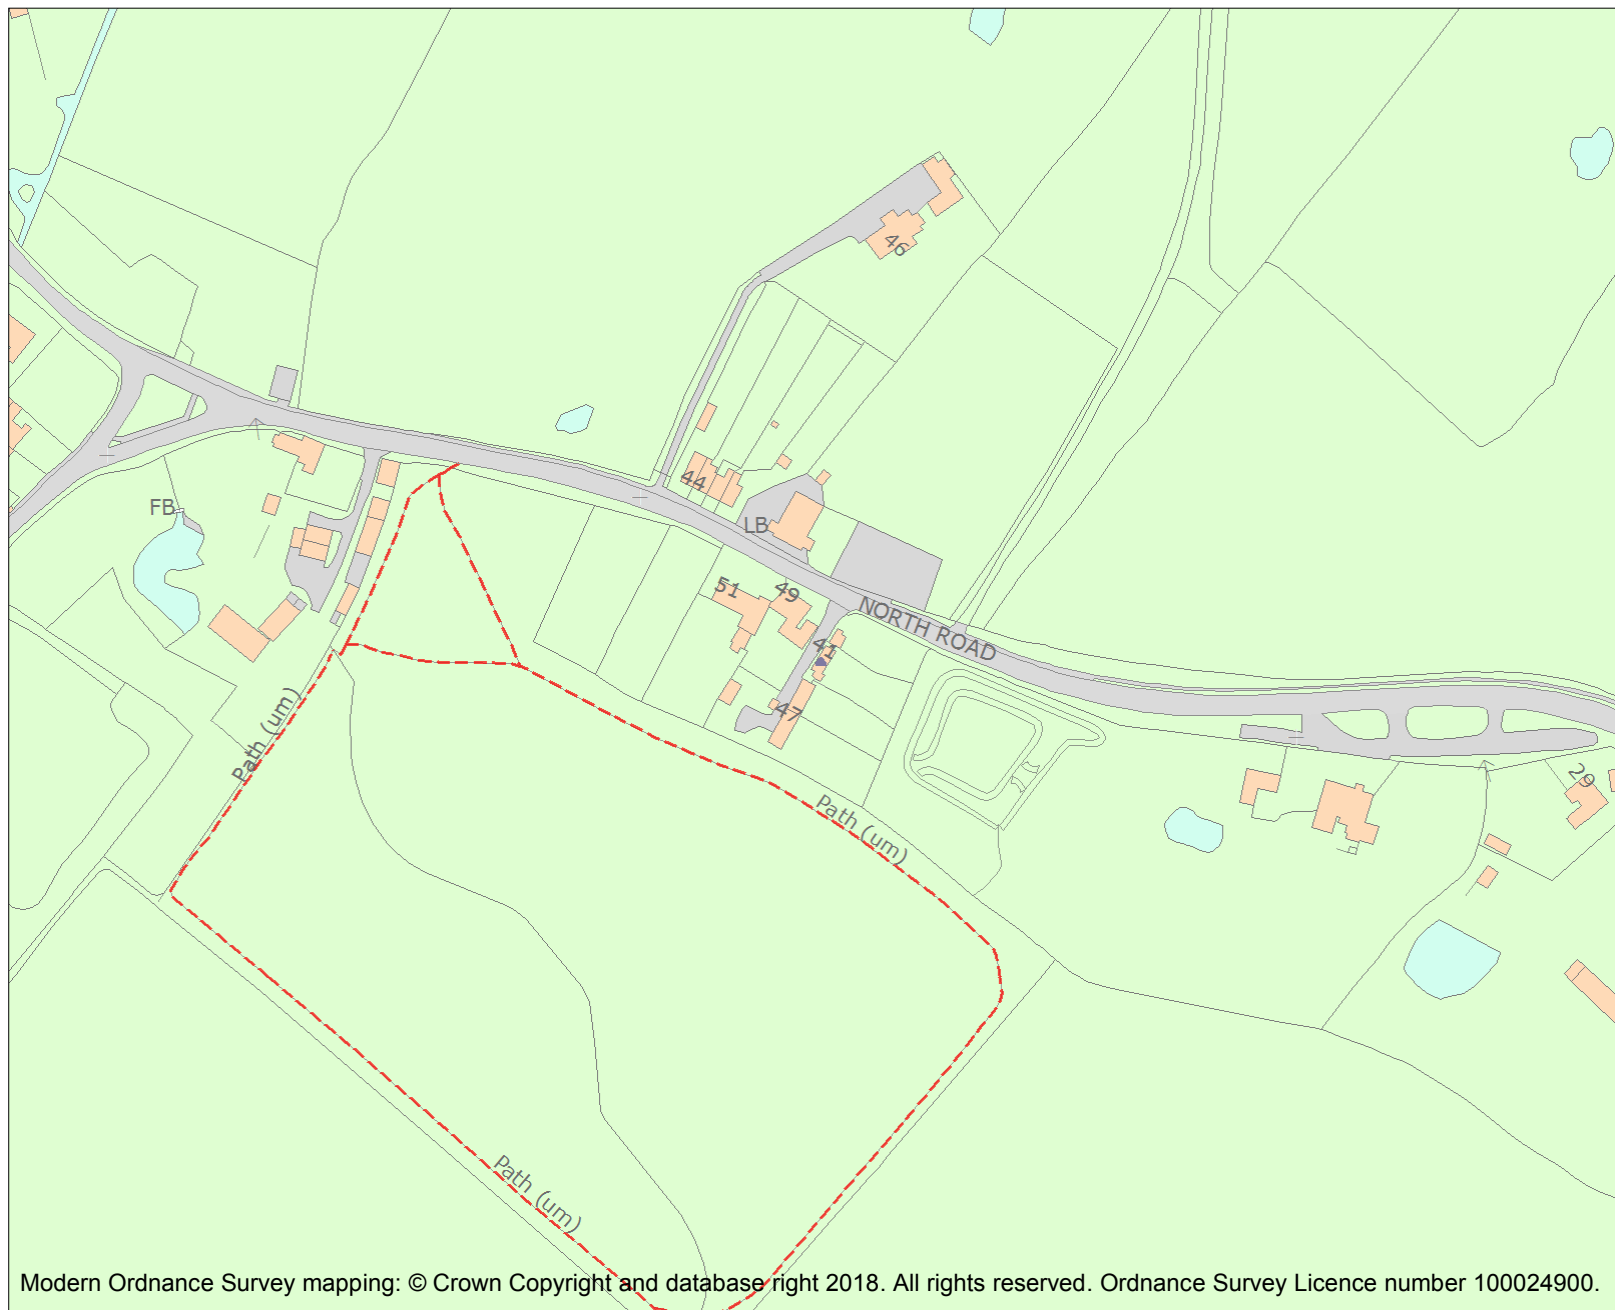 46
44
FB
LB
51
49
NORTH ROAD
41
47
Path (um)
29
Path (um)
Path (um)
Modern Ordnance Survey mapping: © Crown Copyright and database right 2018. All rights reserved. Ordnance Survey Licence number 100024900.